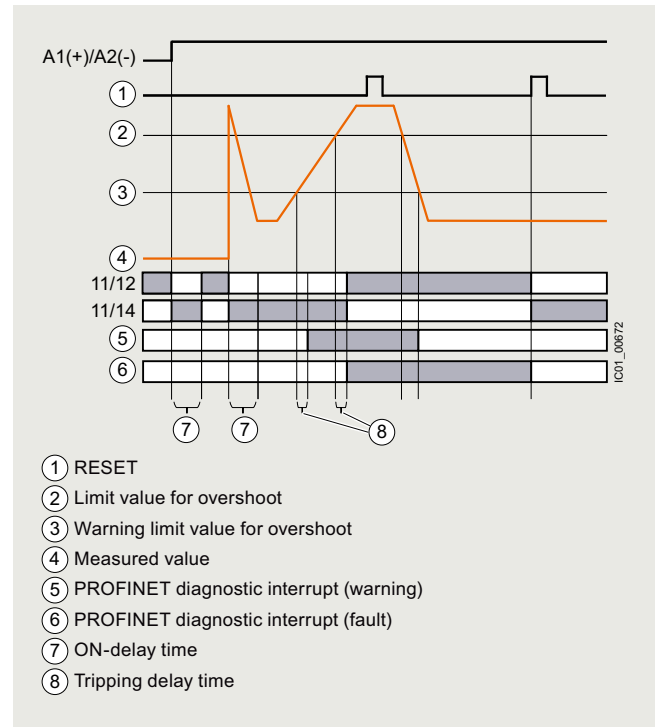 A1(+)/A2(-)
1
2
3
4
11/12
11/14
5
6
7 7 8
IC01_00672
1 RESET
2 Limit value for overshoot
3 Warning limit value for overshoot
4 Measured value
5 PROFINET diagnostic interrupt (warning)
6 PROFINET diagnostic interrupt (fault)
7 ON-delay time
8 Tripping delay time